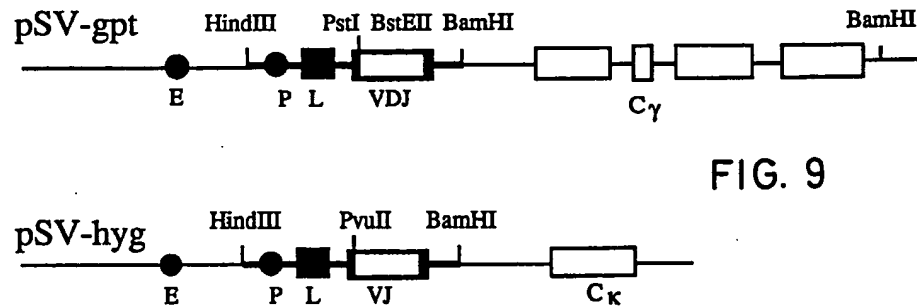 pSV-gpt
HindIII PstI BstEII BamHI BamHI
E P L VDJ Cγ
FIG. 9
pSV-hyg
HindIII PvuII BamHI
E P L VJ Cκ